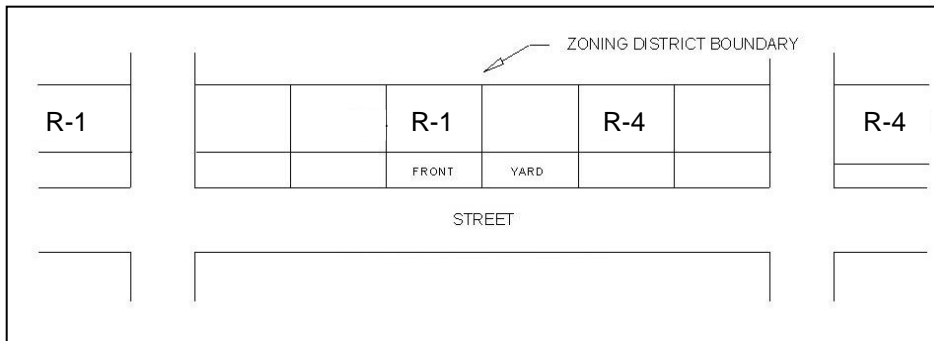 ZONING DISTRICT BOUNDARY
R-1 R-1 R-4 R-4
FRONT YARD
STREET